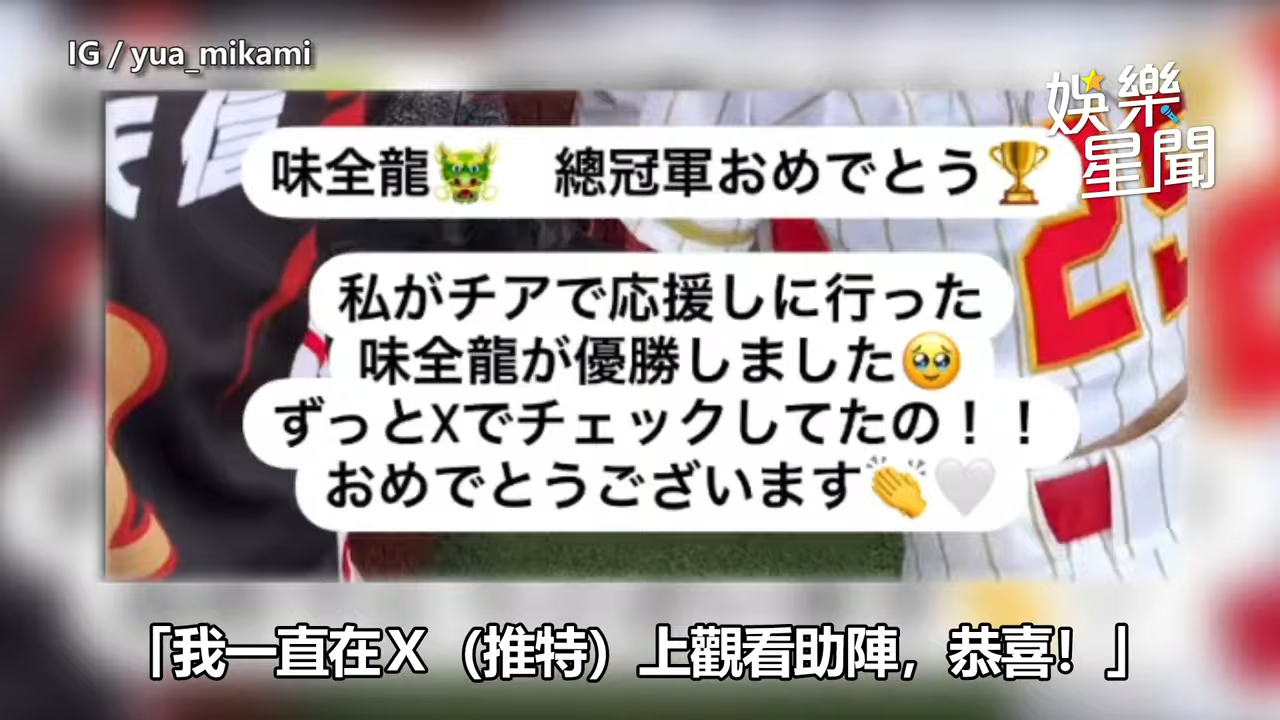 IG / yua_mikami
娛樂
星聞
味全龍🐲 總冠軍おめでとう🏆
私がチアで応援しに行った
味全龍が優勝しました🥹
ずっとXでチェックしてたの！！
おめでとうございます👏🤍
23
「我一直在X（推特）上觀看助陣，恭喜！」